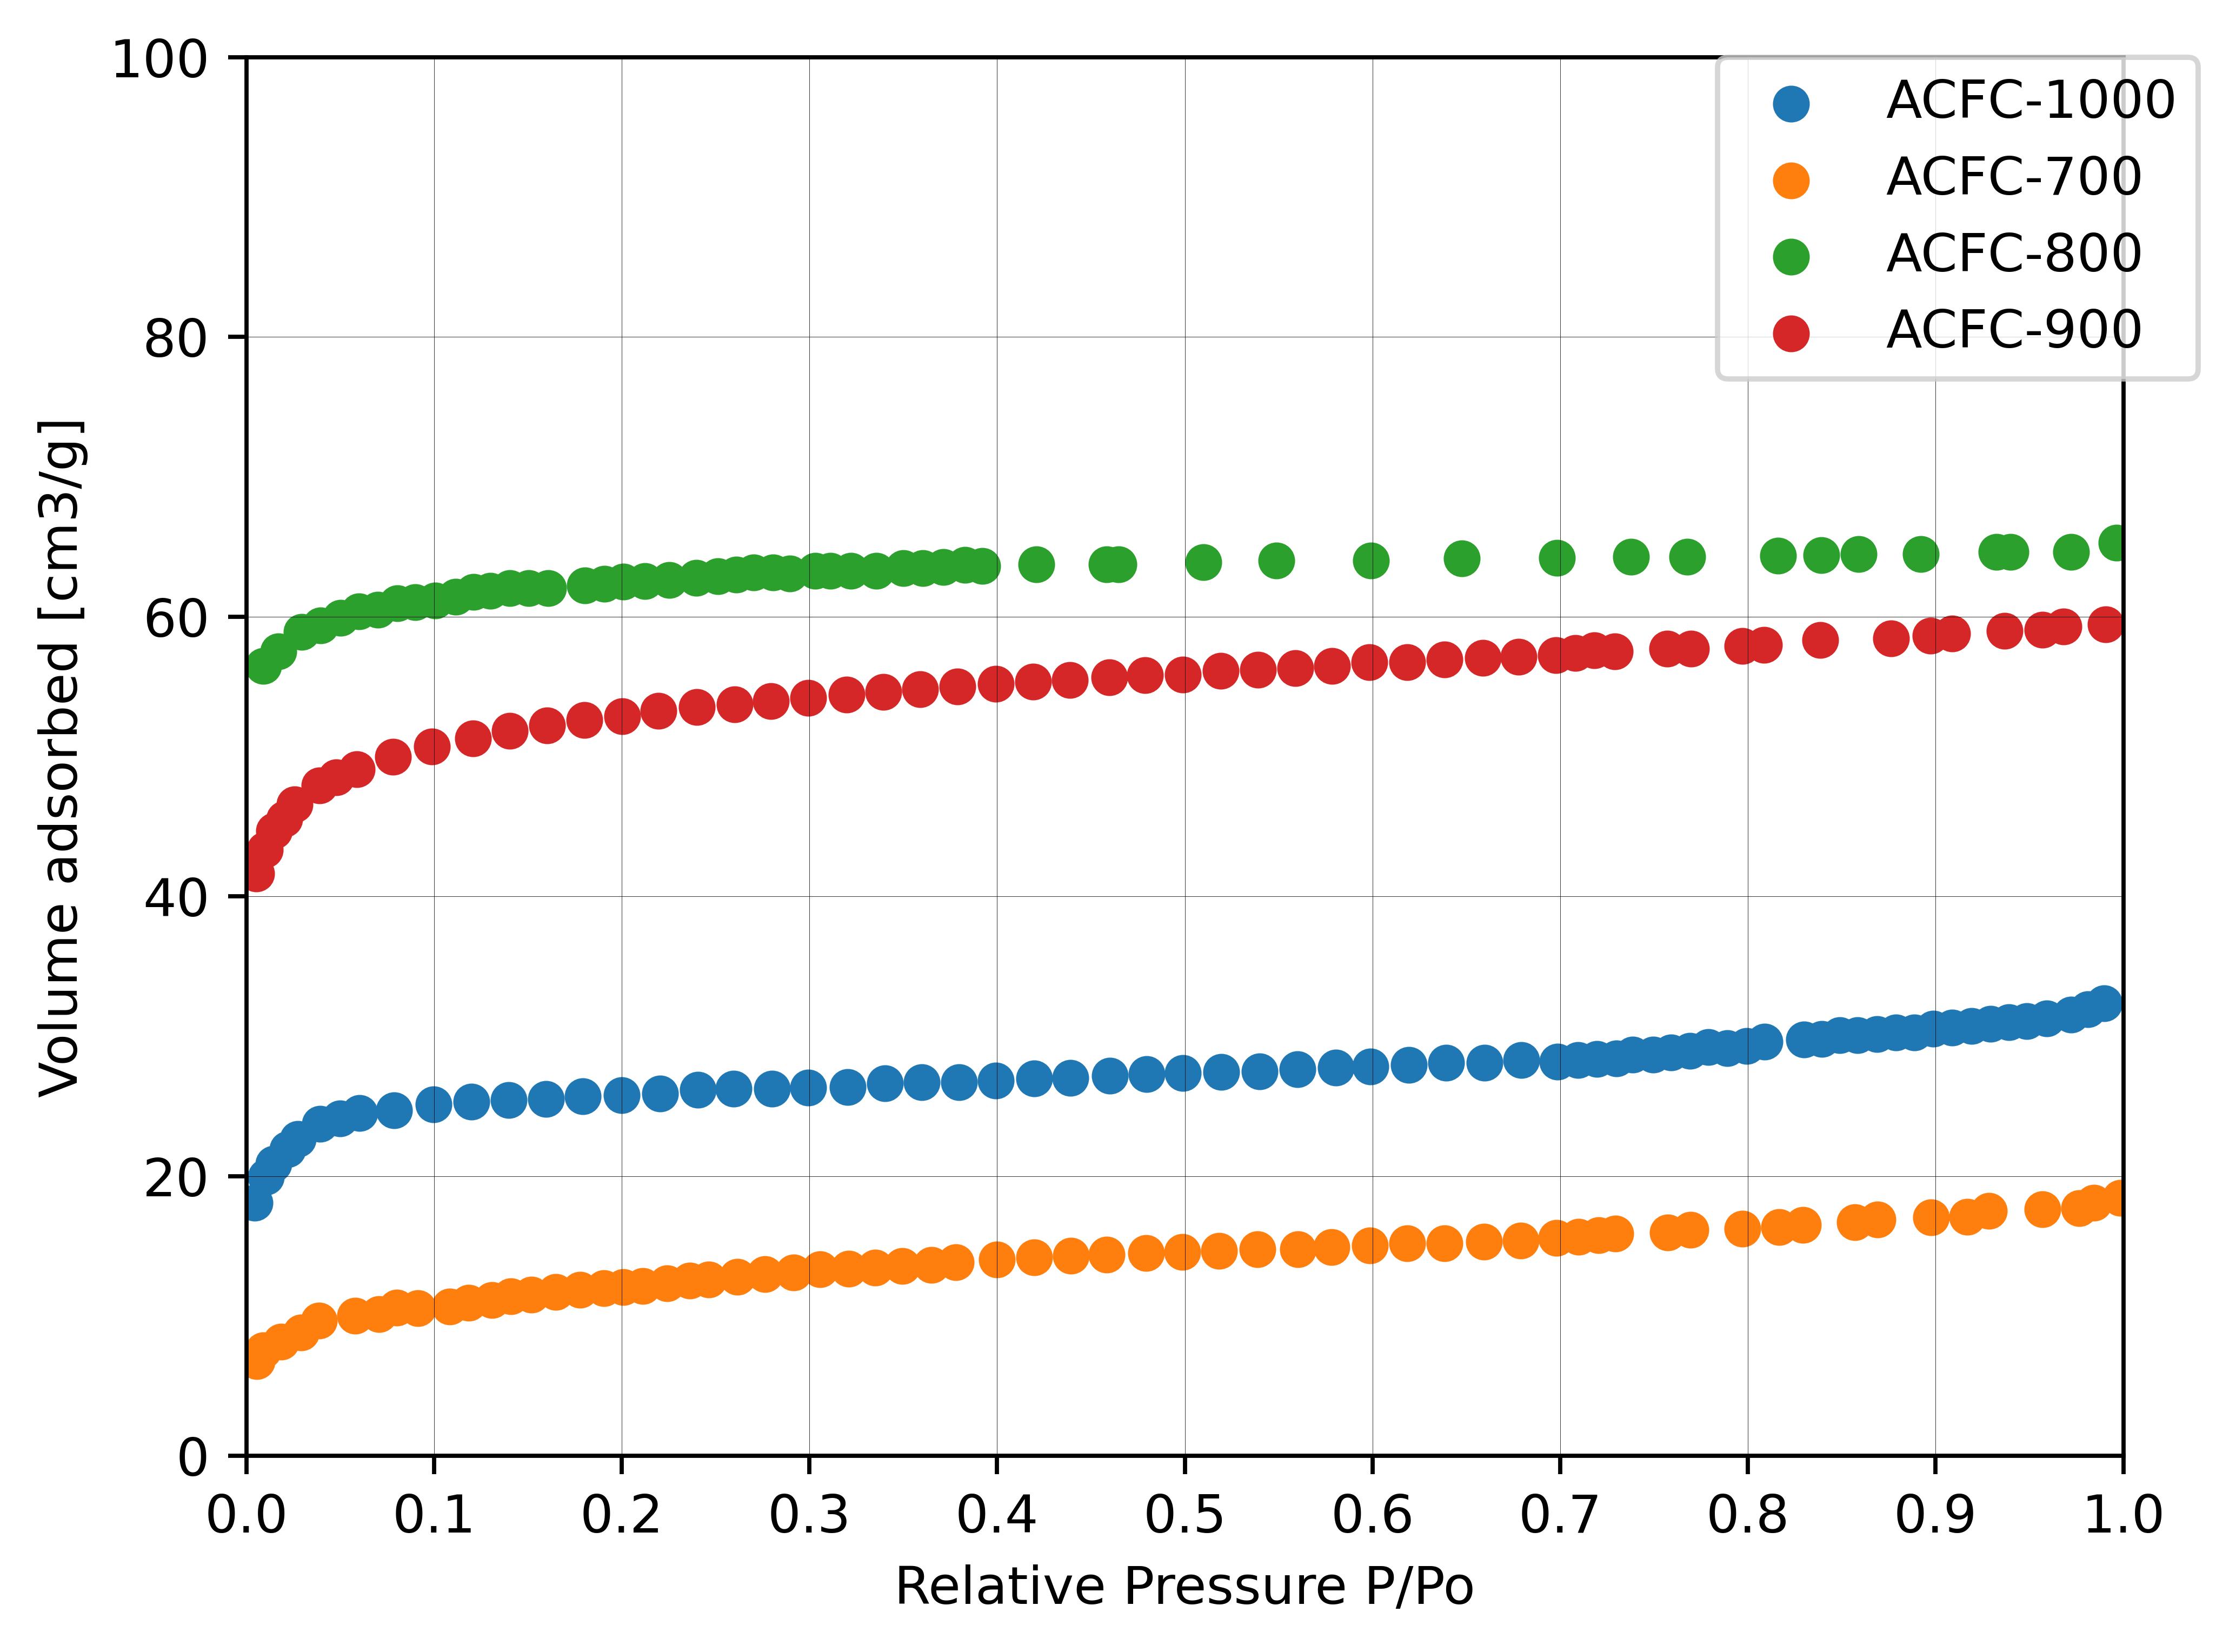 100
80
60
40
20
0
Volume adsorbed [cm3/g]
0.0 0.1 0.2 0.3 0.4 0.5 0.6 0.7 0.8 0.9 1.0
Relative Pressure P/Po
ACFC-1000
ACFC-700
ACFC-800
ACFC-900